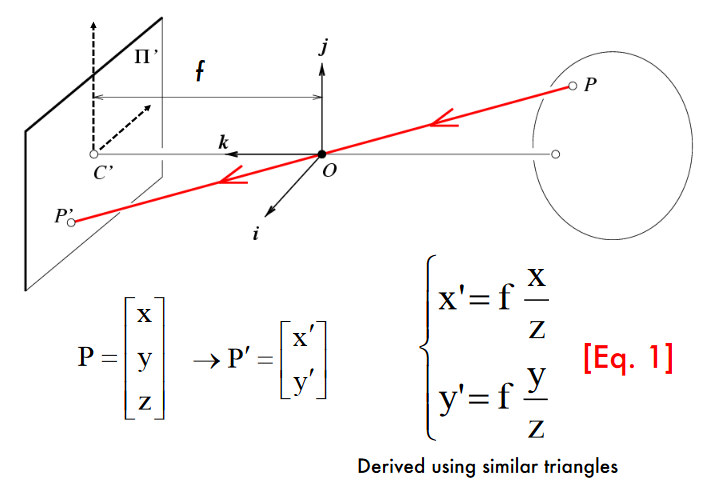 Π'
f
j
P
k
C'
O
P'
i
P = [x y z] → P′ = [x′ y′]
x' = f x/z
y' = f y/z
[Eq. 1]
Derived using similar triangles